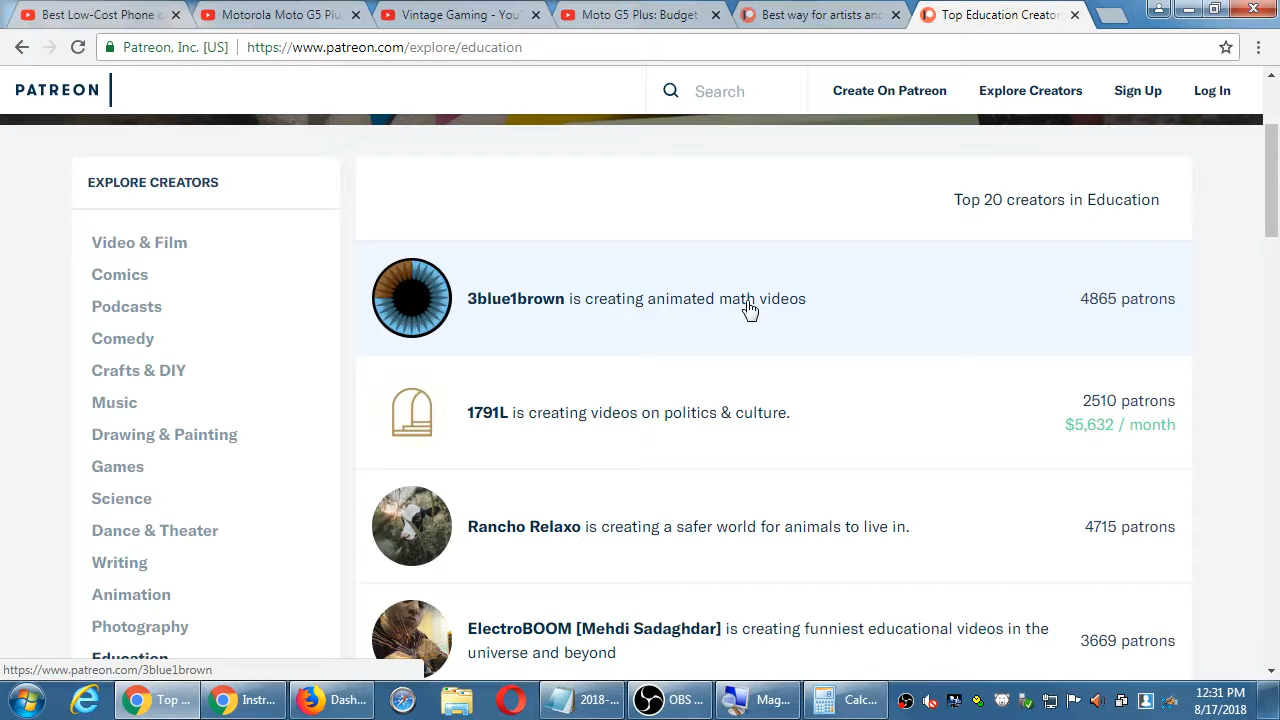 Best Low-Cost Phone c
Motorola Moto G5 Plus:
Vintage Gaming - YouT
Moto G5 Plus: Budget
Best way for artists and
Top Education Creator
Patreon, Inc. [US]
https://www.patreon.com/explore/education
PATREON
Search
Create On Patreon
Explore Creators
Sign Up
Log In
EXPLORE CREATORS
Video & Film
Comics
Podcasts
Comedy
Crafts & DIY
Music
Drawing & Painting
Games
Science
Dance & Theater
Writing
Animation
Photography
Education
Top 20 creators in Education
3blue1brown is creating animated math videos
4865 patrons
1791L is creating videos on politics & culture.
2510 patrons
$5,632 / month
Rancho Relaxo is creating a safer world for animals to live in.
4715 patrons
ElectroBOOM [Mehdi Sadaghdar] is creating funniest educational videos in the
universe and beyond
3669 patrons
https://www.patreon.com/3blue1brown
Top ...
Instr...
Dash...
2018-...
OBS ...
Mag...
Calc...
12:31 PM
8/17/2018